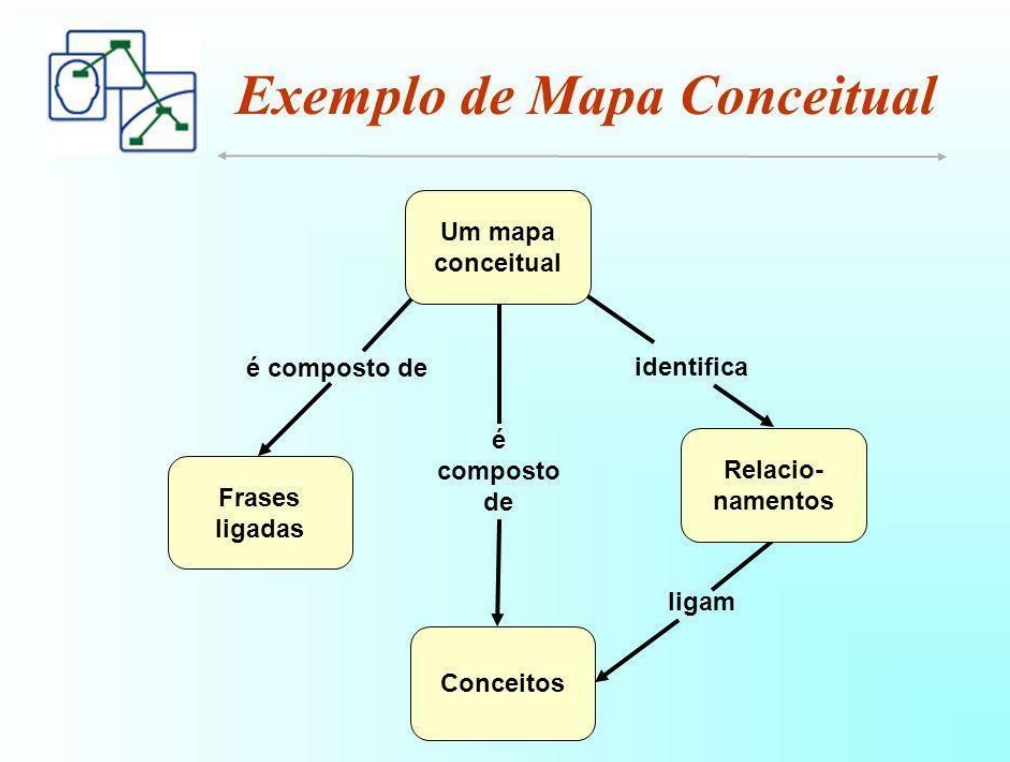 Exemplo de Mapa Conceitual
Um mapa
conceitual
é composto de
identifica
é
composto
de
Frases
ligadas
Relacio-
namentos
ligam
Conceitos